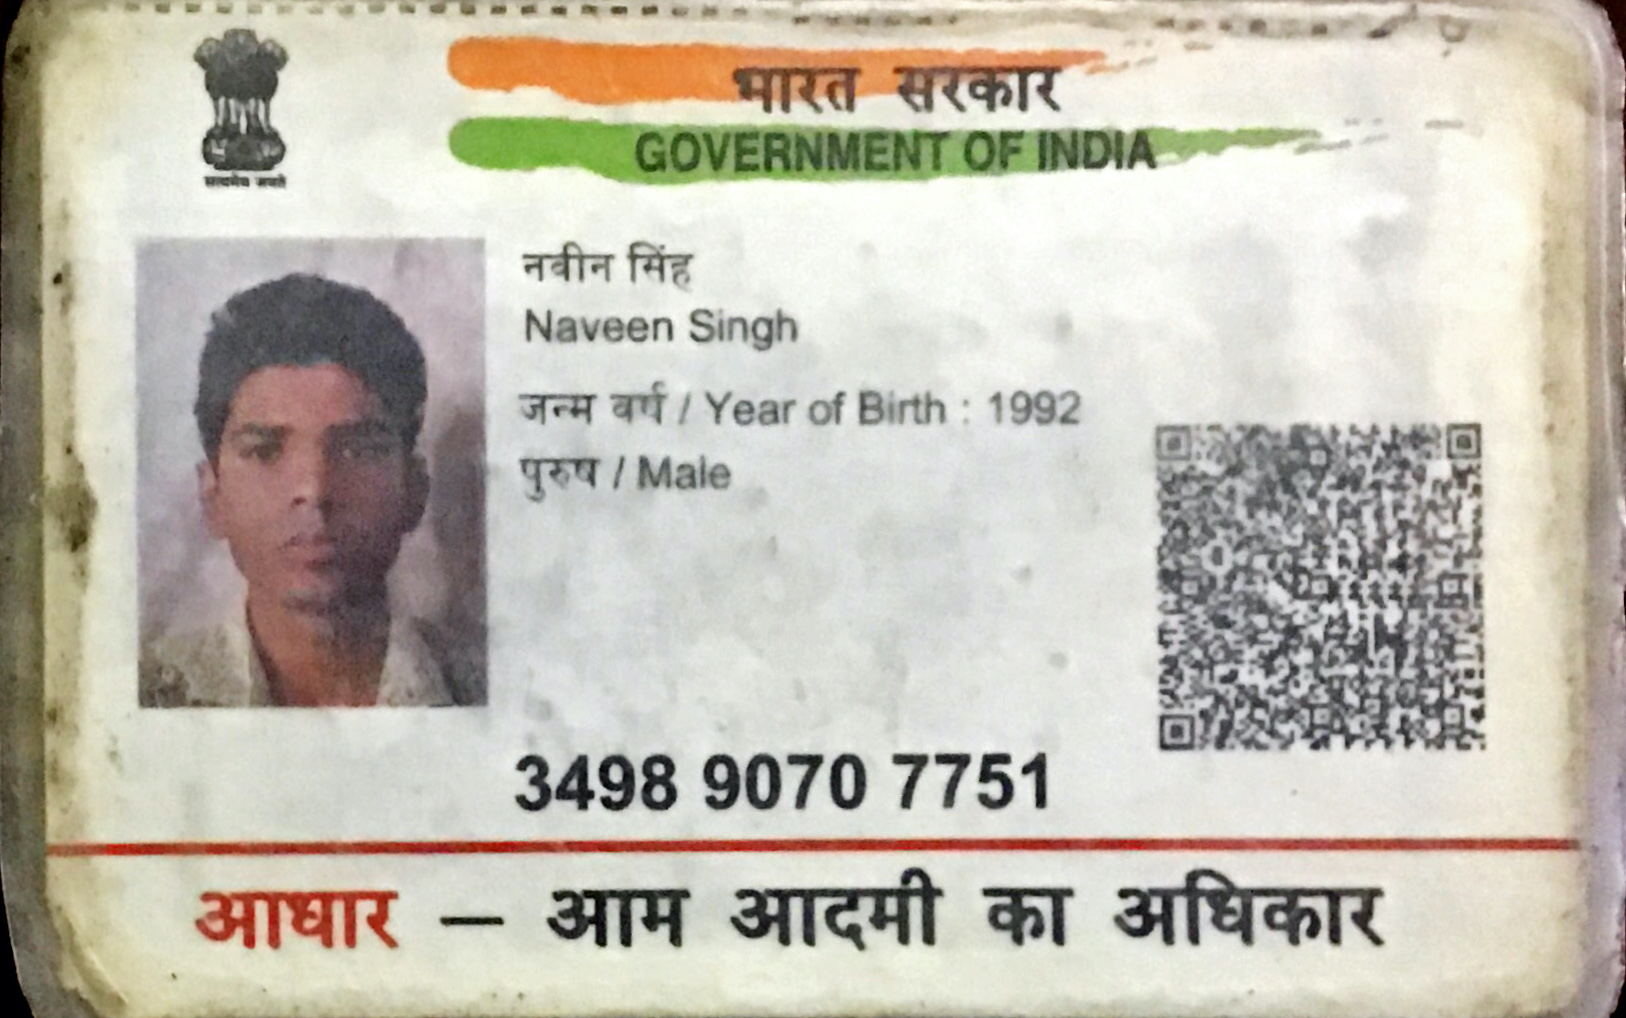 भारत सरकार
GOVERNMENT OF INDIA
सत्यमेव जयते
नवीन सिंह
Naveen Singh
जन्म वर्ष / Year of Birth : 1992
पुरुष / Male
3498 9070 7751
आधार — आम आदमी का अधिकार